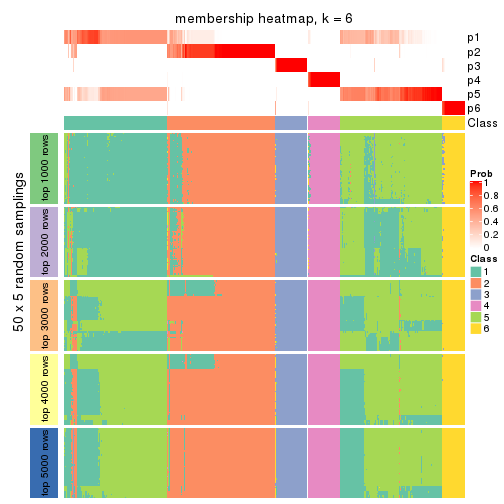 membership heatmap, k = 6
p1
p2
p3
p4
p5
p6
Class
50 x 5 random samplings
top 1000 rows
top 2000 rows
top 3000 rows
top 4000 rows
top 5000 rows
Prob
1
0.8
0.6
0.4
0.2
0
Class
1
2
3
4
5
6